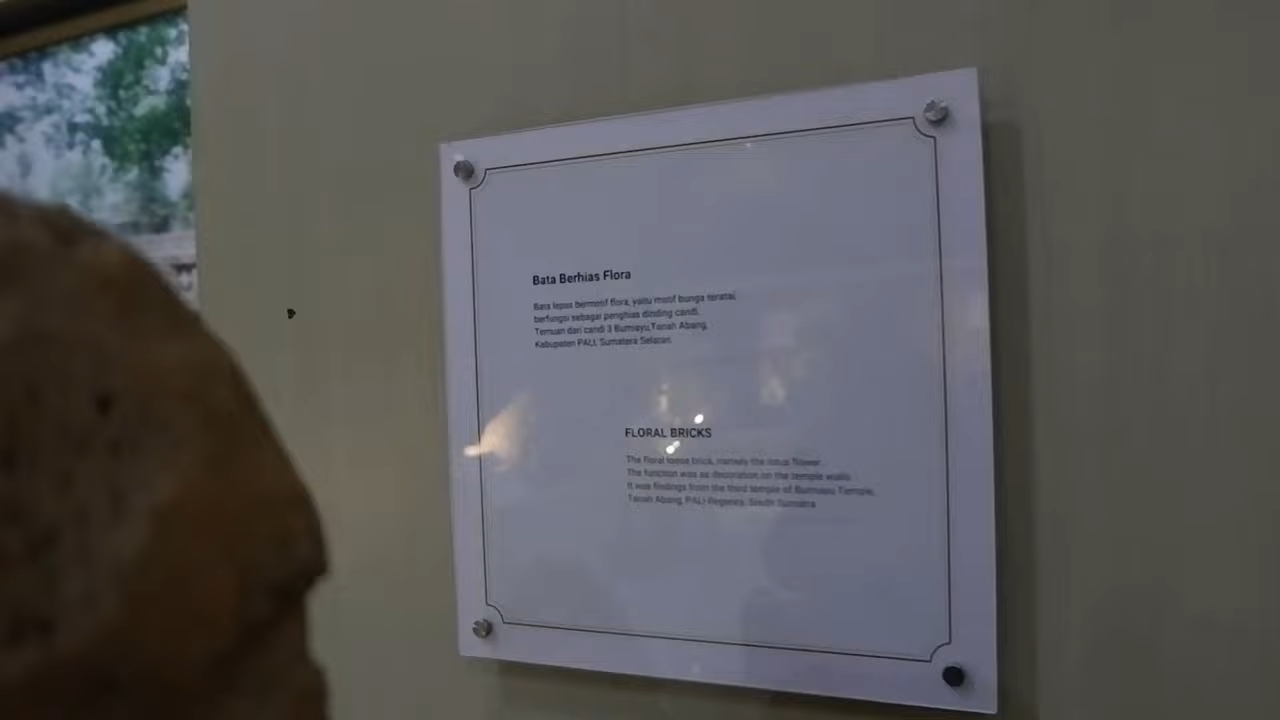 Bata Berhias Flora
Bata lepas bermotif flora, yaitu motif bunga teratai,
berfungsi sebagai penghias dinding candi.
Temuan dari candi 3 Bumiayu,Tanah Abang,
Kabupaten PALI, Sumatera Selatan.
FLORAL BRICKS
The floral loose brick, namely the lotus flower.
The function was as decoration on the temple walls
It was findings from the third temple of Bumiayu Temple,
Tanah Abang, PALI Regency, South Sumatra